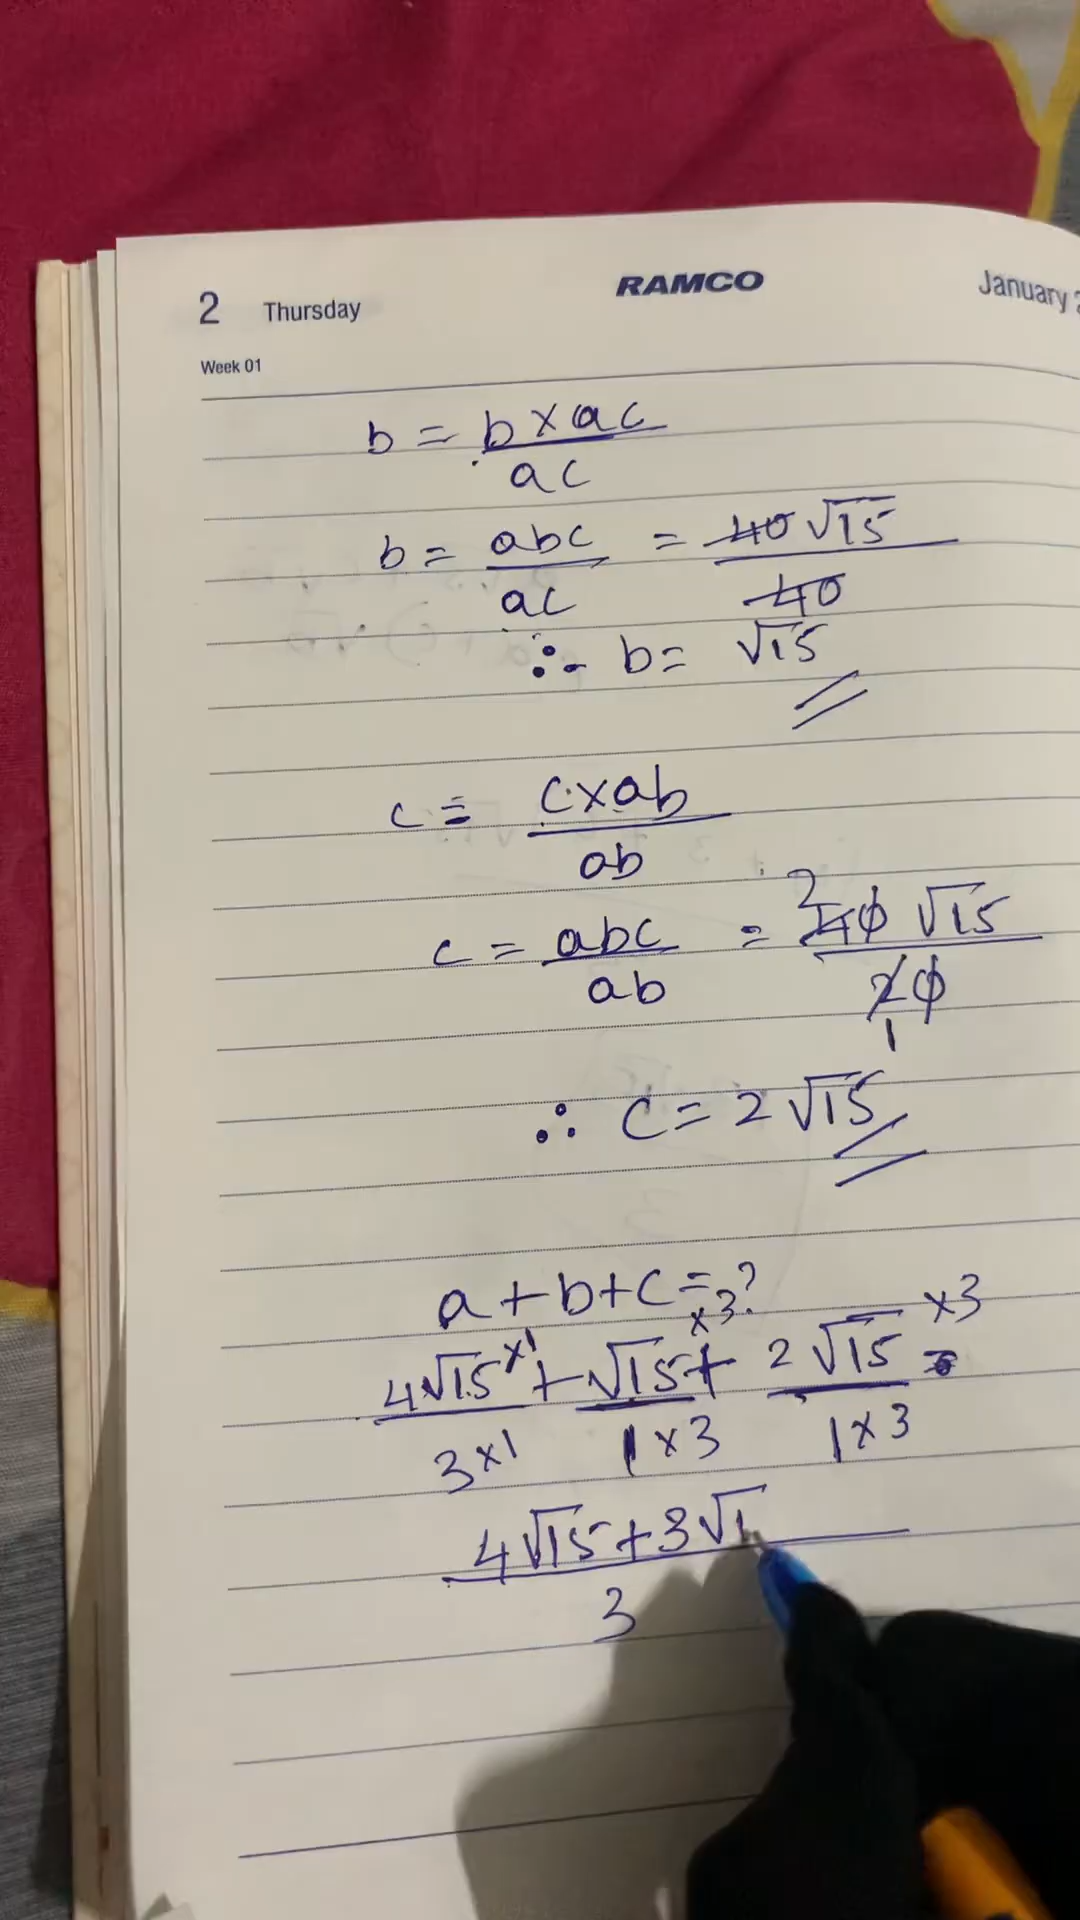 2 Thursday RAMCO January 2
Week 01
b = b×ac
ac
b = abc = 40√15
ac 40
∴ b = √15
c = c×ab
ab
c = abc = 2 40√15
ab 20
1
∴ c = 2√15
a+b+c = ?
4√15×1 + √15×3 + 2√15×3 =
3×1 1×3 1×3
4√15+3√1
3